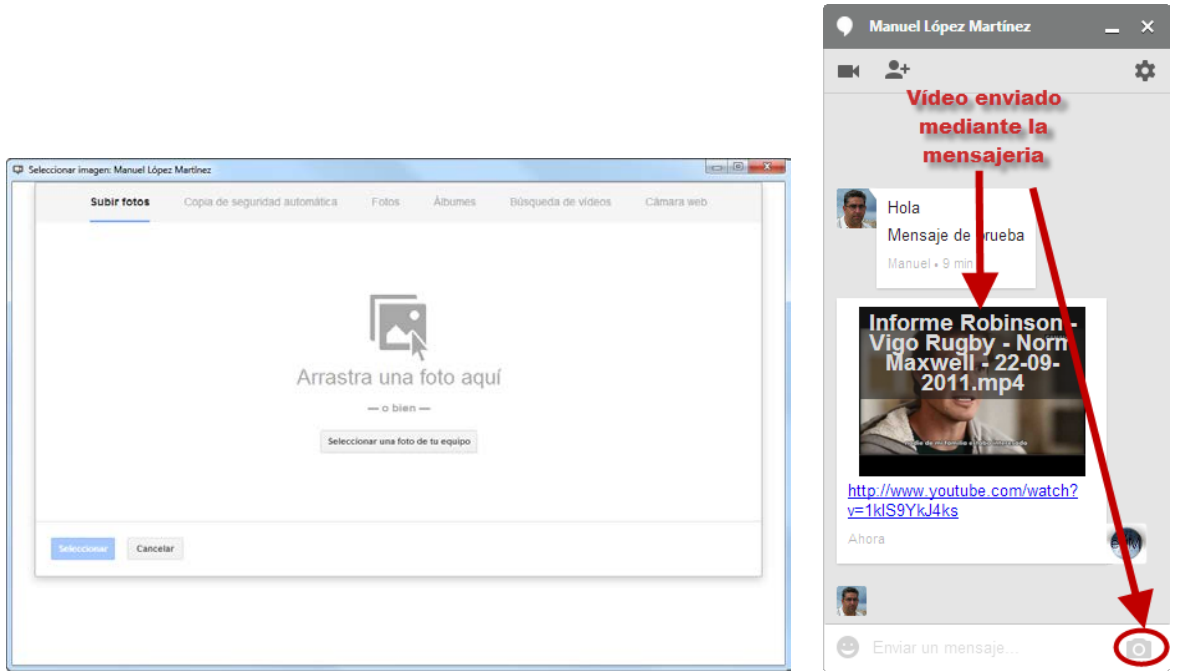 Seleccionar imagen: Manuel López Martínez
Subir fotos Copia de seguridad automática Fotos Álbumes Búsqueda de vídeos Cámara web
Arrastra una foto aquí
— o bien —
Seleccionar una foto de tu equipo
Seleccionar Cancelar
Manuel López Martínez
Vídeo enviado
mediante la
mensajeria
Hola
Mensaje de prueba
Manuel • 9 min
Informe Robinson -
Vigo Rugby - Norm
Maxwell - 22-09-
2011.mp4
http://www.youtube.com/watch?
v=1kIS9YkJ4ks
Ahora
Enviar un mensaje...